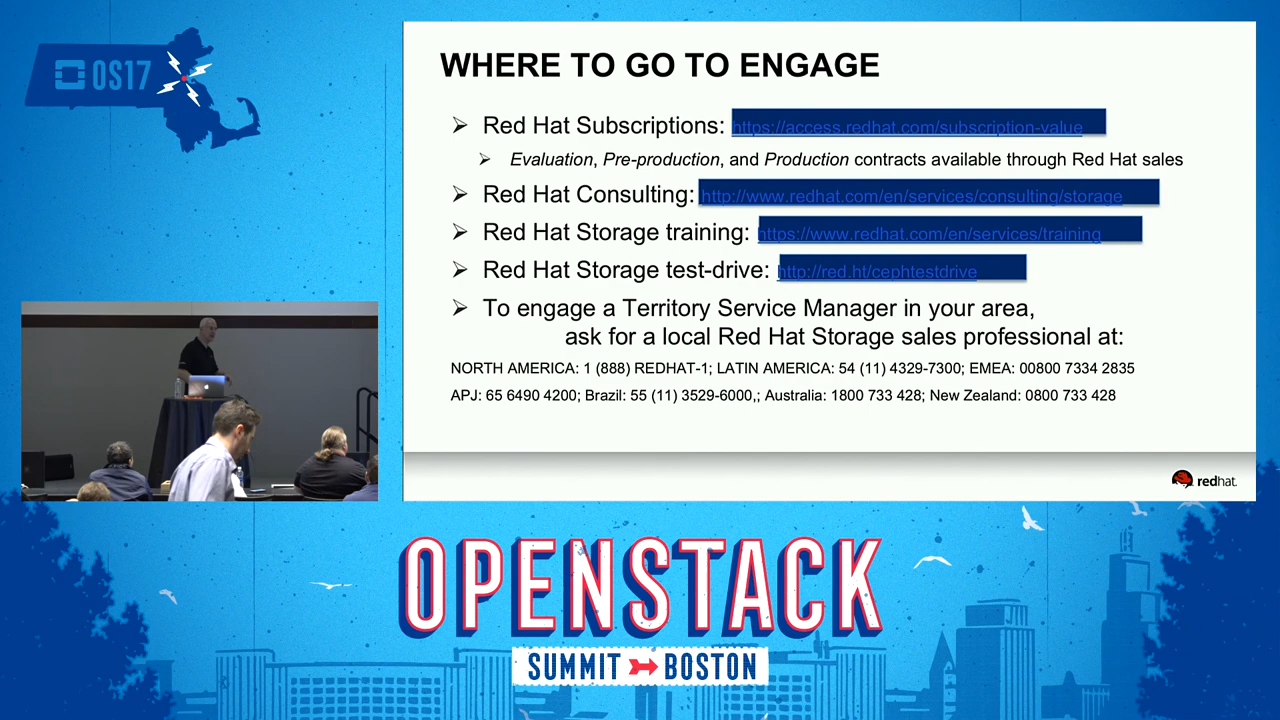 OS17
WHERE TO GO TO ENGAGE
Red Hat Subscriptions: https://access.redhat.com/subscription-value
Evaluation, Pre-production, and Production contracts available through Red Hat sales
Red Hat Consulting: http://www.redhat.com/en/services/consulting/storage
Red Hat Storage training: https://www.redhat.com/en/services/training
Red Hat Storage test-drive: http://red.ht/cephtestdrive
To engage a Territory Service Manager in your area,
ask for a local Red Hat Storage sales professional at:
NORTH AMERICA: 1 (888) REDHAT-1; LATIN AMERICA: 54 (11) 4329-7300; EMEA: 00800 7334 2835
APJ: 65 6490 4200; Brazil: 55 (11) 3529-6000,; Australia: 1800 733 428; New Zealand: 0800 733 428
redhat.
OPENSTACK
SUMMIT BOSTON